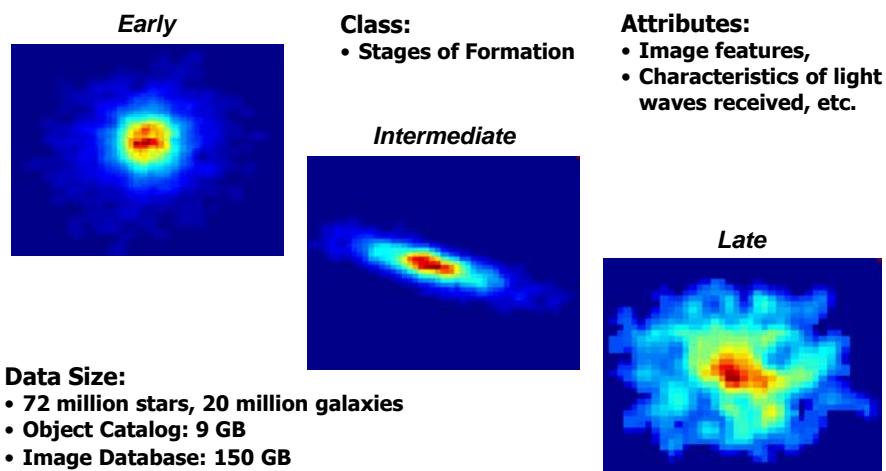 Early
Class:
• Stages of Formation
Attributes:
• Image features,
• Characteristics of light
waves received, etc.
Intermediate
Late
Data Size:
• 72 million stars, 20 million galaxies
• Object Catalog: 9 GB
• Image Database: 150 GB